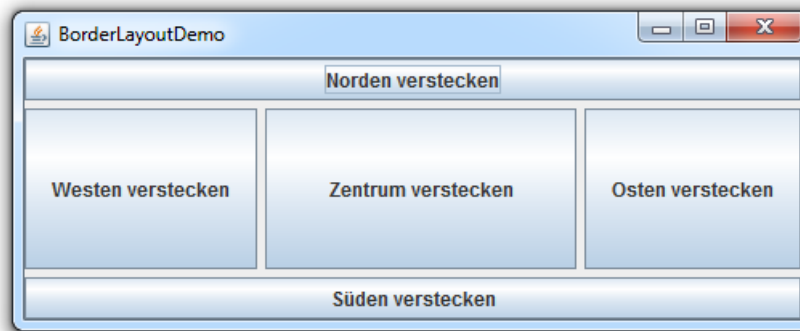 BorderLayoutDemo
Norden verstecken
Westen verstecken
Zentrum verstecken
Osten verstecken
Süden verstecken